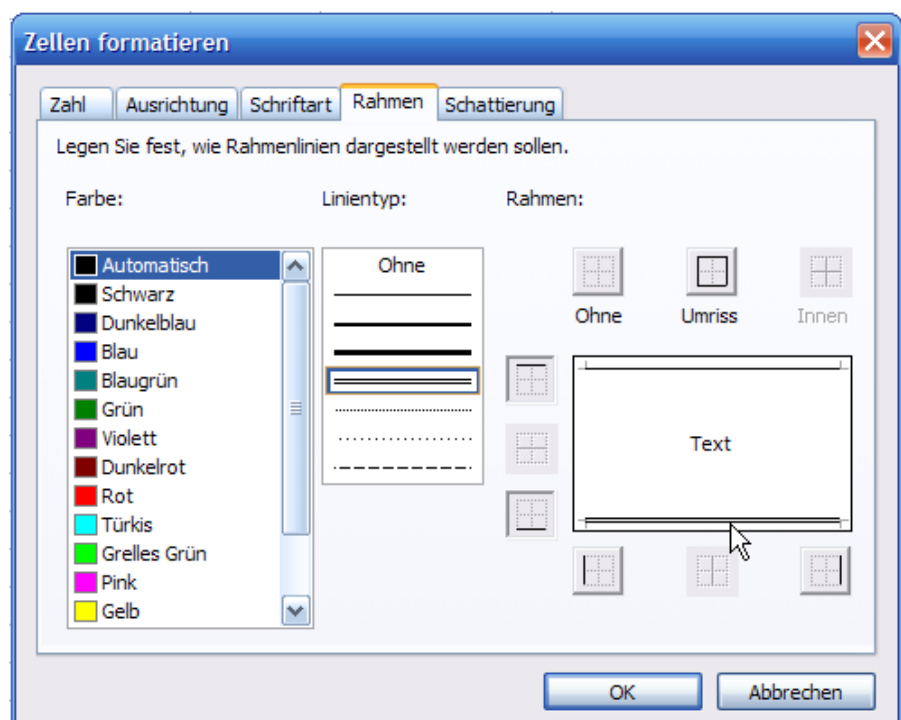 Zellen formatieren
Zahl Ausrichtung Schriftart Rahmen Schattierung
Legen Sie fest, wie Rahmenlinien dargestellt werden sollen.
Farbe: Linientyp: Rahmen:
Automatisch
Schwarz
Dunkelblau
Blau
Blaugrün
Grün
Violett
Dunkelrot
Rot
Türkis
Grelles Grün
Pink
Gelb
Ohne
Ohne Umriss Innen
Text
OK Abbrechen